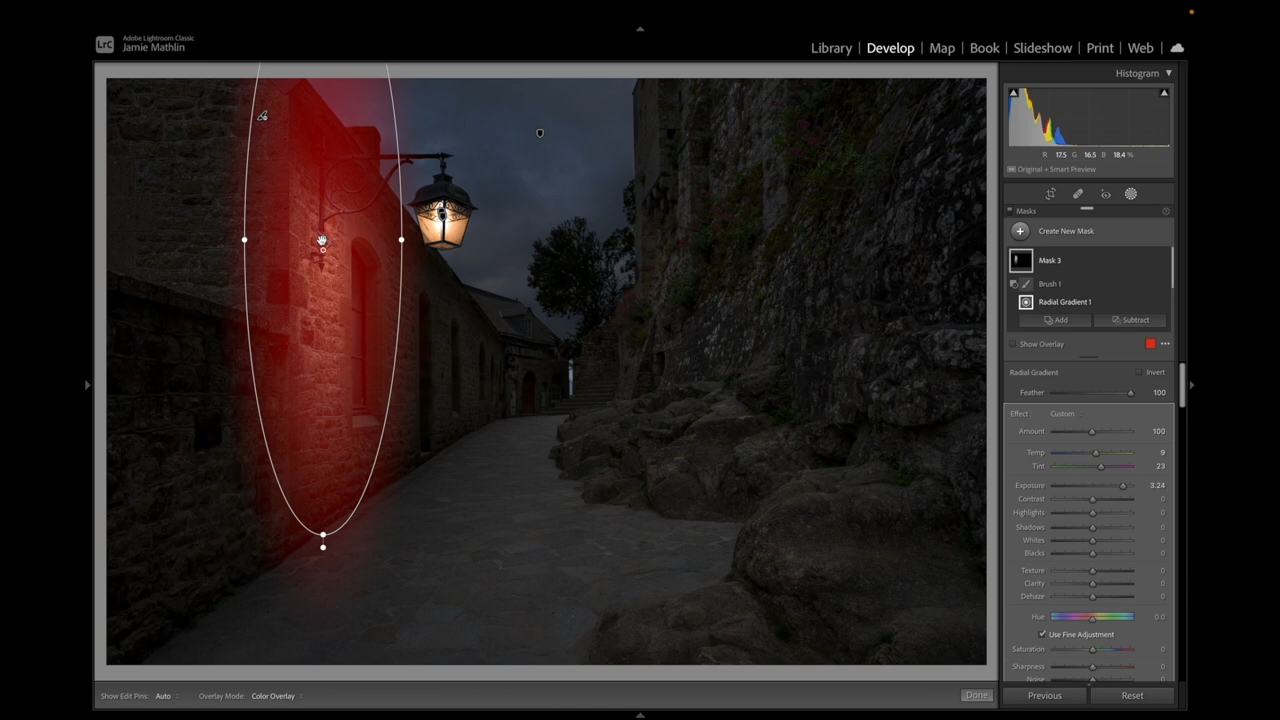 LrC
Adobe Lightroom Classic
Jamie Mathlin
Library | Develop | Map | Book | Slideshow | Print | Web
Histogram
R 17.5 G 16.5 B 18.4 %
Original + Smart Preview
Masks
Create New Mask
Mask 3
Brush 1
Radial Gradient 1
Add Subtract
Show Overlay
Radial Gradient Invert
Feather 100
Effect : Custom
Amount 100
Temp 9
Tint 23
Exposure 3.24
Contrast 0
Highlights 0
Shadows 0
Whites 0
Blacks 0
Texture 0
Clarity 0
Dehaze 0
Hue 0.0
Use Fine Adjustment
Saturation 0
Sharpness 0
Noise 0
Show Edit Pins: Auto Overlay Mode: Color Overlay Done
Previous Reset